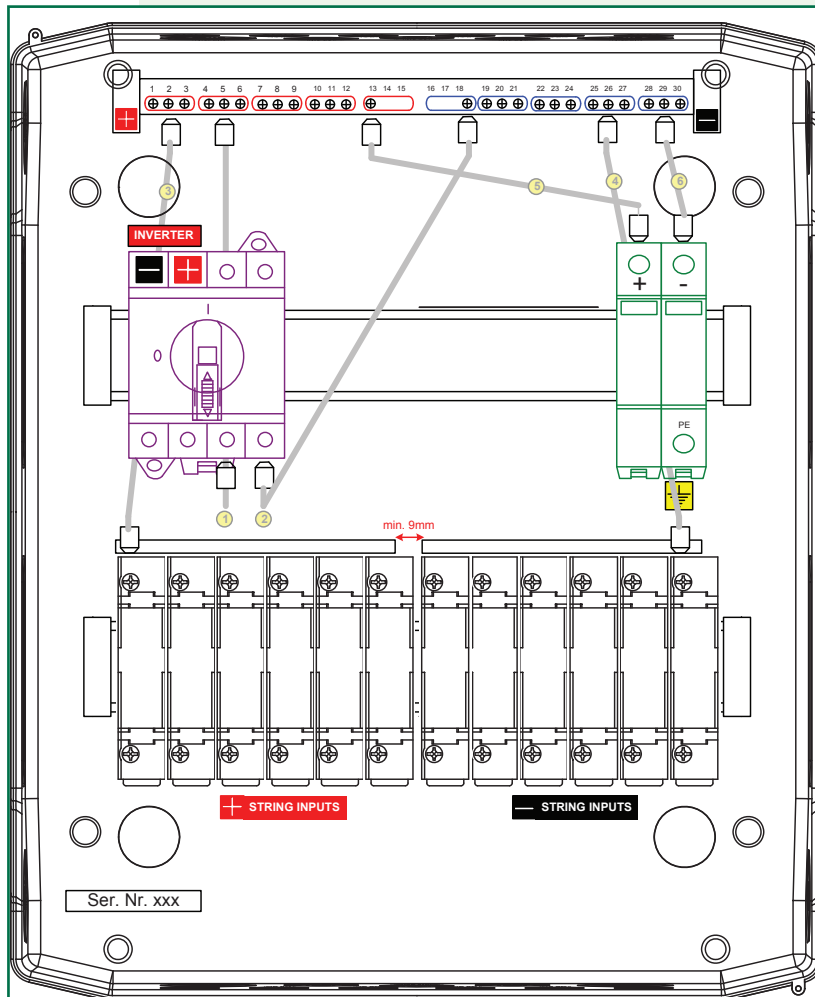 1 2 3 4 5 6 7 8 9 10 11 12 13 14 15 16 17 18 19 20 21 22 23 24 25 26 27 28 29 30
+ −
3 5 4 6
INVERTER
− +
I
O
+ -
PE
1 2
min. 9mm
+ STRING INPUTS − STRING INPUTS
Ser. Nr. xxx